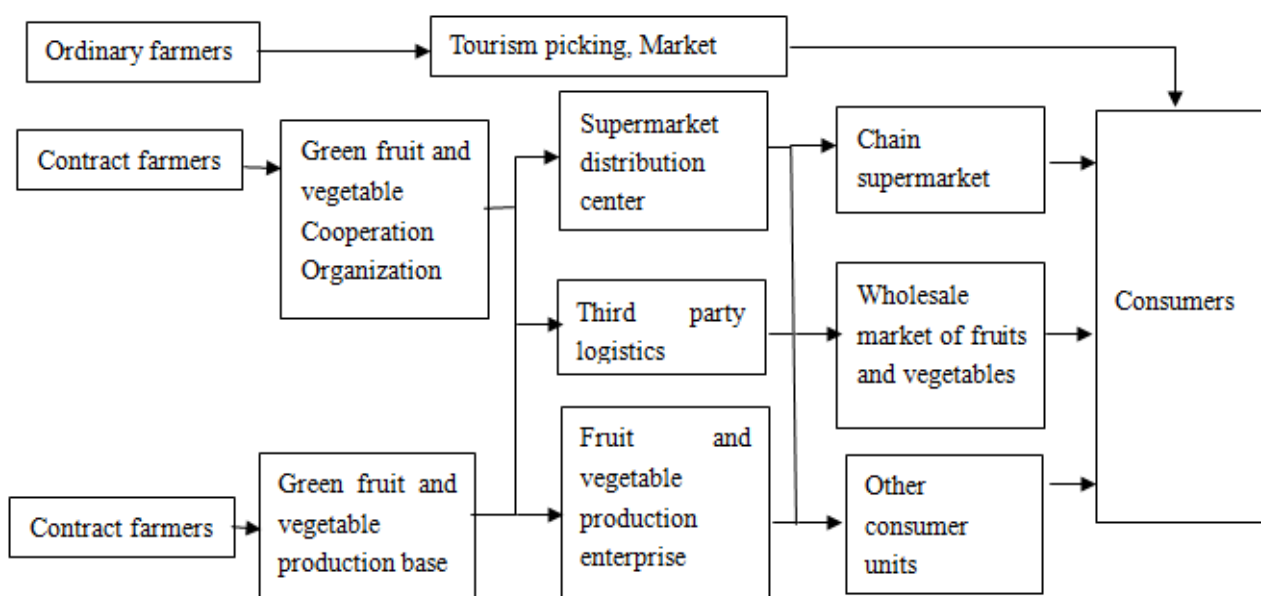 Ordinary farmers
Tourism picking, Market
Contract farmers
Green fruit and
vegetable
Cooperation
Organization
Supermarket
distribution
center
Chain
supermarket
Third party
logistics
Wholesale
market of fruits
and vegetables
Consumers
Contract farmers
Green fruit and
vegetable
production base
Fruit and
vegetable
production
enterprise
Other
consumer
units